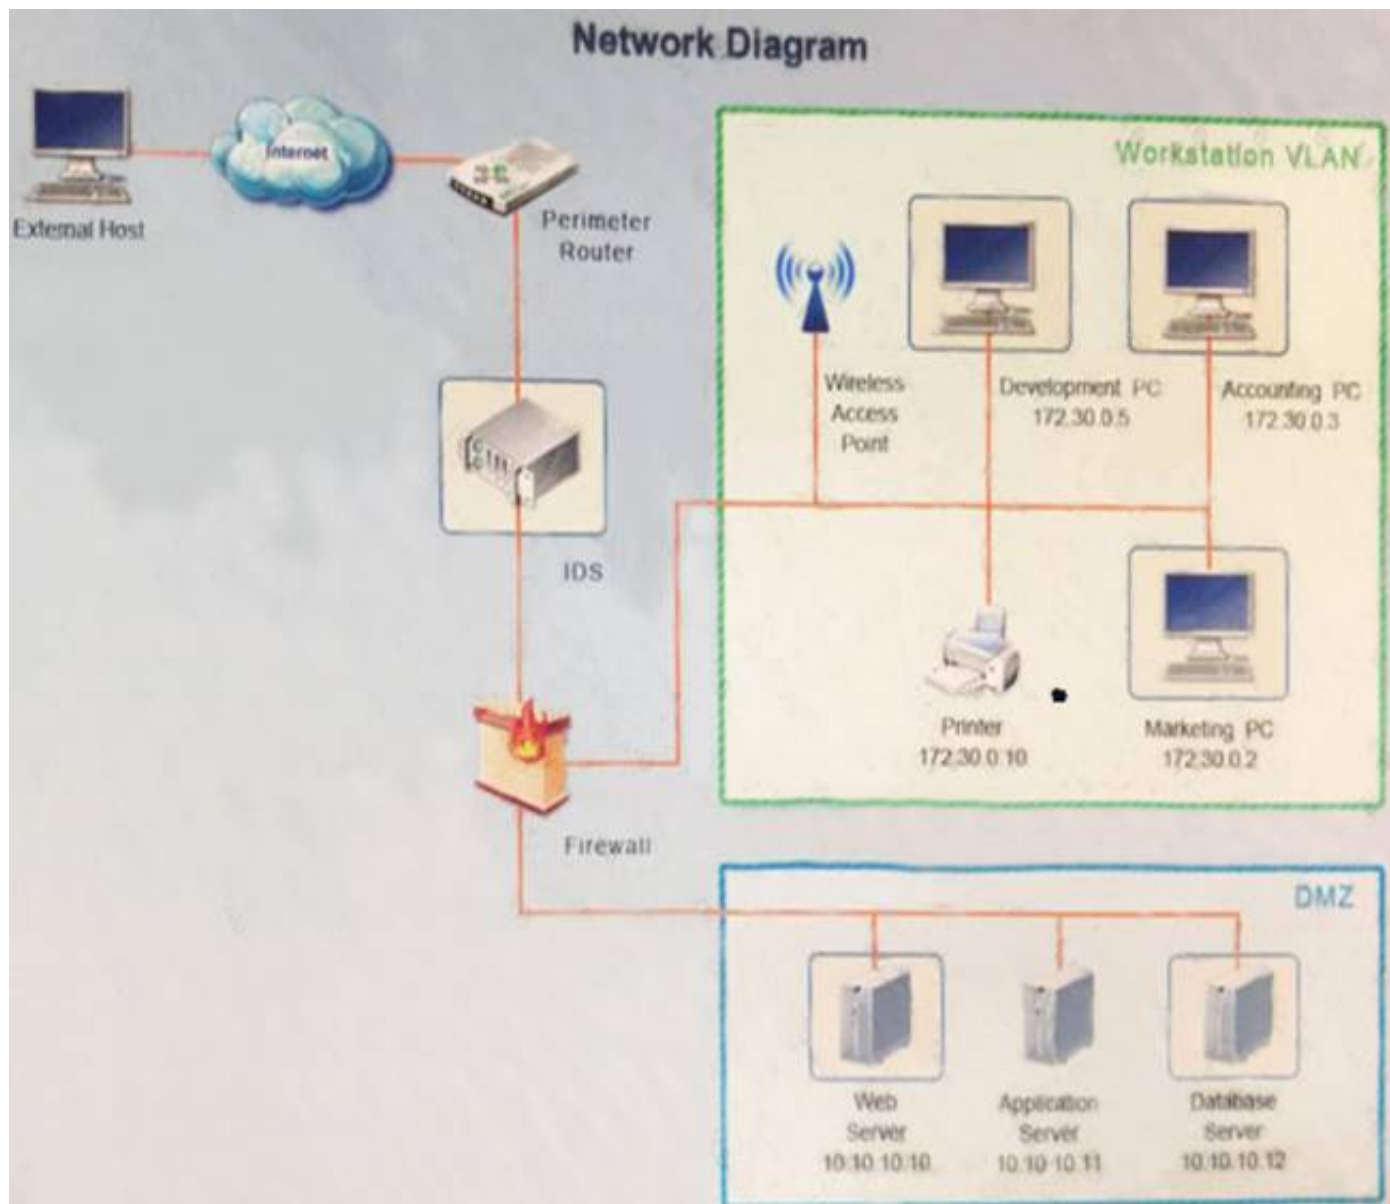 Network Diagram
Internet
External Host
Perimeter
Router
Workstation VLAN
Wireless
Access
Point
Development PC
172.30.0.5
Accounting PC
172.30.0.3
IDS
Printer
172.30.0.10
Marketing PC
172.30.0.2
Firewall
DMZ
Web
Server
10.10.10.10
Application
Server
10.10.10.11
Database
Server
10.10.10.12